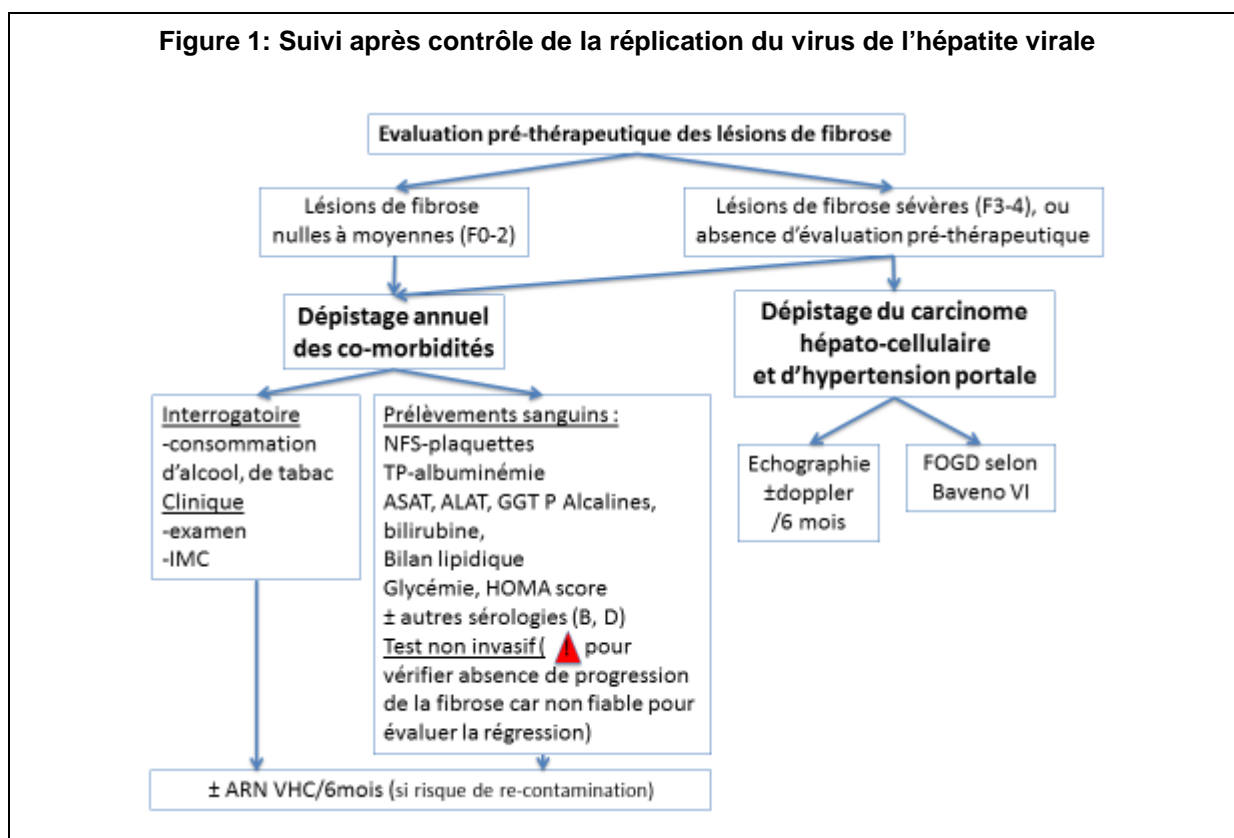 Figure 1: Suivi après contrôle de la réplication du virus de l’hépatite virale
Evaluation pré-thérapeutique des lésions de fibrose
Lésions de fibrose
nulles à moyennes (F0-2)
Lésions de fibrose sévères (F3-4), ou
absence d’évaluation pré-thérapeutique
Dépistage annuel
des co-morbidités
Dépistage du carcinome
hépato-cellulaire
et d’hypertension portale
Interrogatoire
-consommation
d’alcool, de tabac
Clinique
-examen
-IMC
Prélèvements sanguins :
NFS-plaquettes
TP-albuminémie
ASAT, ALAT, GGT P Alcalines,
bilirubine,
Bilan lipidique
Glycémie, HOMA score
± autres sérologies (B, D)
Test non invasif ( ! pour
vérifier absence de progression
de la fibrose car non fiable pour
évaluer la régression)
Echographie
±doppler
/6 mois
FOGD selon
Baveno VI
± ARN VHC/6mois (si risque de re-contamination)